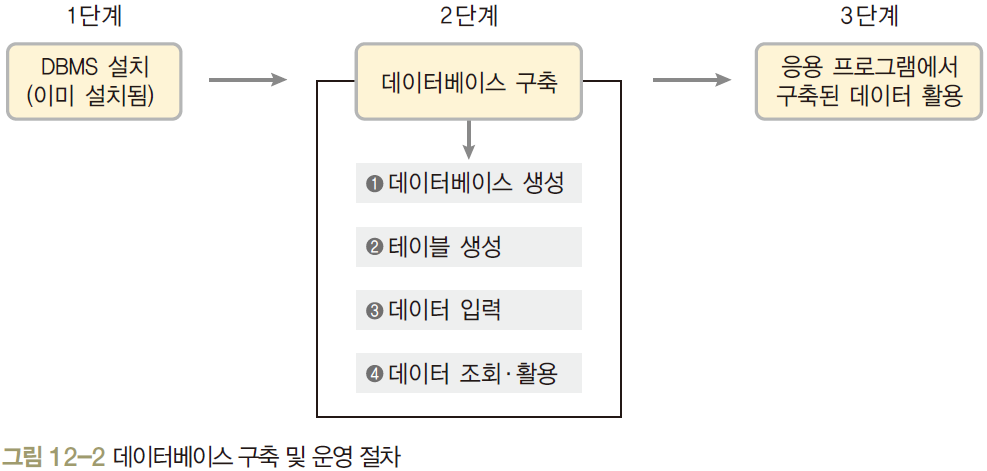 1단계
DBMS 설치
(이미 설치됨)
2단계
데이터베이스 구축
❶ 데이터베이스 생성
❷ 테이블 생성
❸ 데이터 입력
❹ 데이터 조회·활용
3단계
응용 프로그램에서
구축된 데이터 활용
그림 12-2 데이터베이스 구축 및 운영 절차